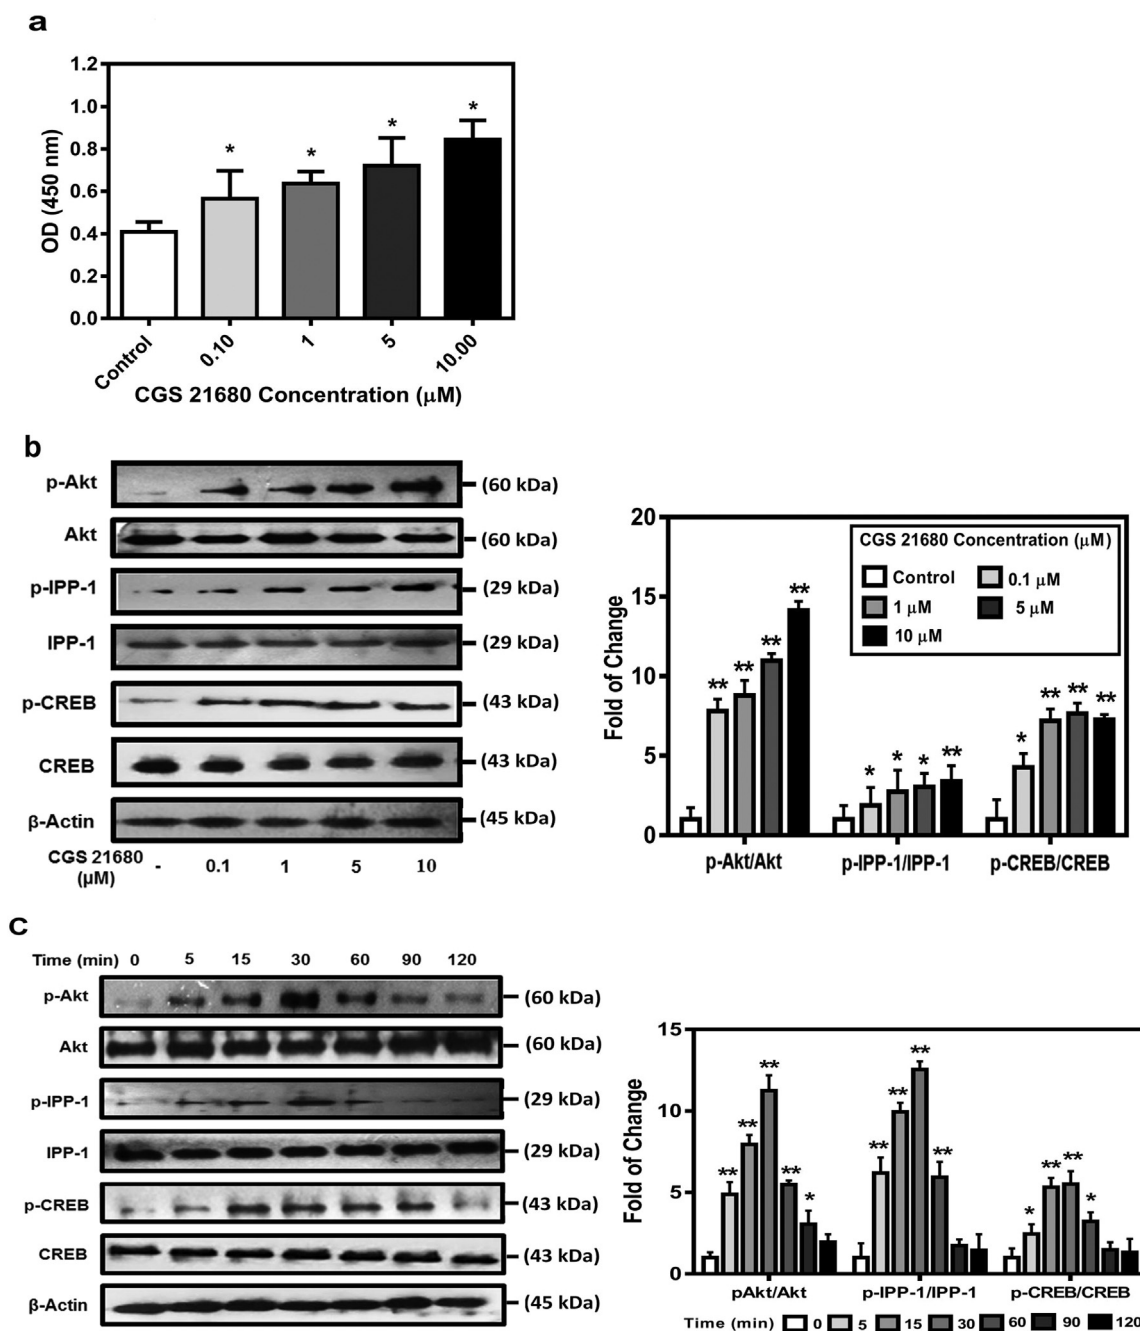 a
1.2
1.0
0.8
0.6
0.4
0.2
0.0
OD (450 nm)
* * * *
Control 0.10 1 5 10.00
CGS 21680 Concentration (μM)
b
p-Akt (60 kDa)
Akt (60 kDa)
p-IPP-1 (29 kDa)
IPP-1 (29 kDa)
p-CREB (43 kDa)
CREB (43 kDa)
β-Actin (45 kDa)
CGS 21680 (μM) - 0.1 1 5 10
20
15
10
5
0
Fold of Change
CGS 21680 Concentration (μM)
Control 0.1 μM
1 μM 5 μM
10 μM
** ** ** **
* * * **
* ** ** **
p-Akt/Akt p-IPP-1/IPP-1 p-CREB/CREB
C
Time (min) 0 5 15 30 60 90 120
p-Akt (60 kDa)
Akt (60 kDa)
p-IPP-1 (29 kDa)
IPP-1 (29 kDa)
p-CREB (43 kDa)
CREB (43 kDa)
β-Actin (45 kDa)
15
10
5
0
Fold of Change
** ** ** ** *
** ** ** **
* ** ** *
pAkt/Akt p-IPP-1/IPP-1 p-CREB/CREB
Time (min) 0 5 15 30 60 90 120